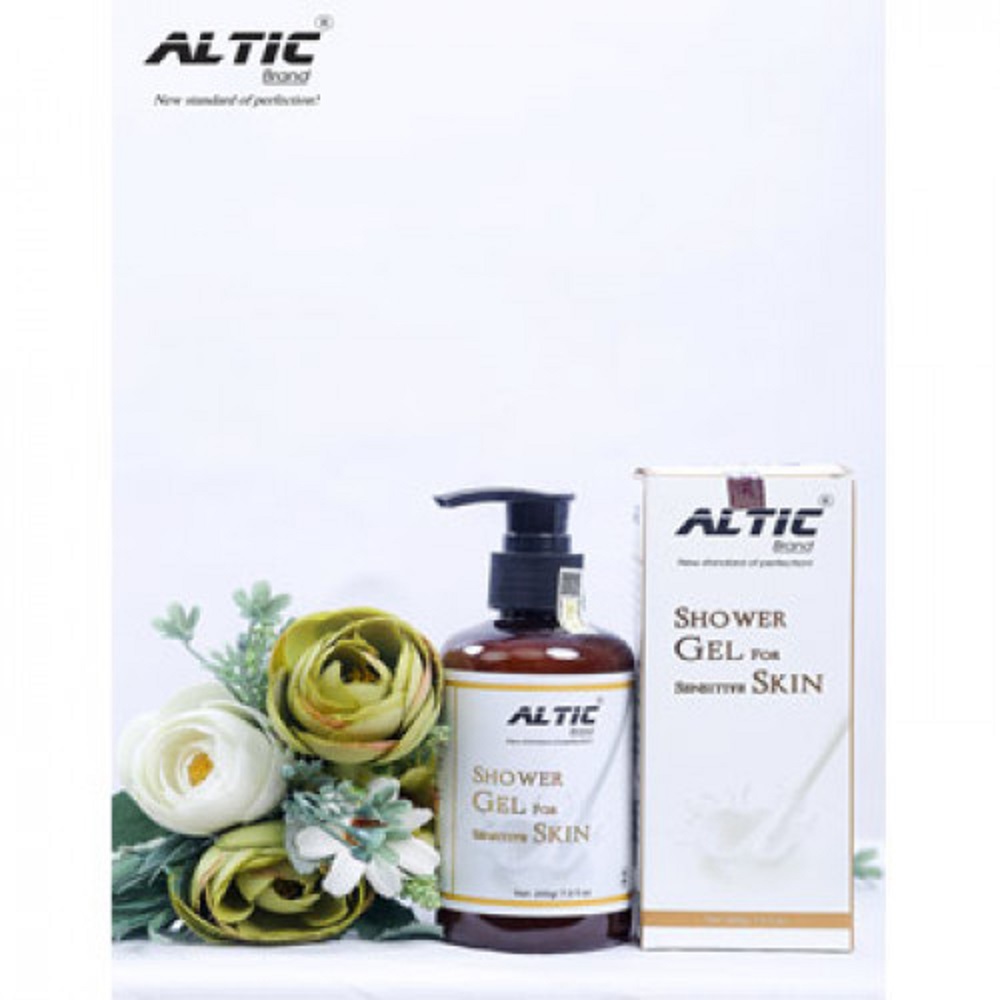 ALTIC®
Brand
New standard of perfection!
ALTIC®
Brand
New standard of perfection!
SHOWER
GEL FOR
SENSITIVE SKIN
ALTIC
Brand
SHOWER
GEL FOR
SENSITIVE SKIN